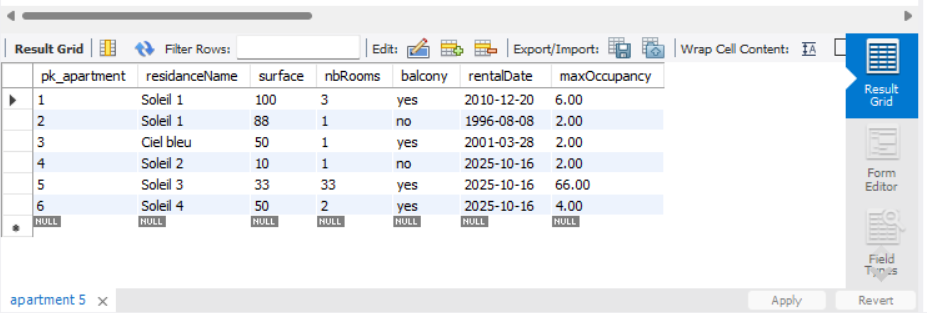 Result Grid Filter Rows: Edit: Export/Import: Wrap Cell Content:
pk_apartment residanceName surface nbRooms balcony rentalDate maxOccupancy
1 Soleil 1 100 3 yes 2010-12-20 6.00
2 Soleil 1 88 1 no 1996-08-08 2.00
3 Ciel bleu 50 1 yes 2001-03-28 2.00
4 Soleil 2 10 1 no 2025-10-16 2.00
5 Soleil 3 33 33 yes 2025-10-16 66.00
6 Soleil 4 50 2 yes 2025-10-16 4.00
NULL NULL NULL NULL NULL NULL NULL
Result
Grid
Form
Editor
Field
Types
apartment 5 Apply Revert